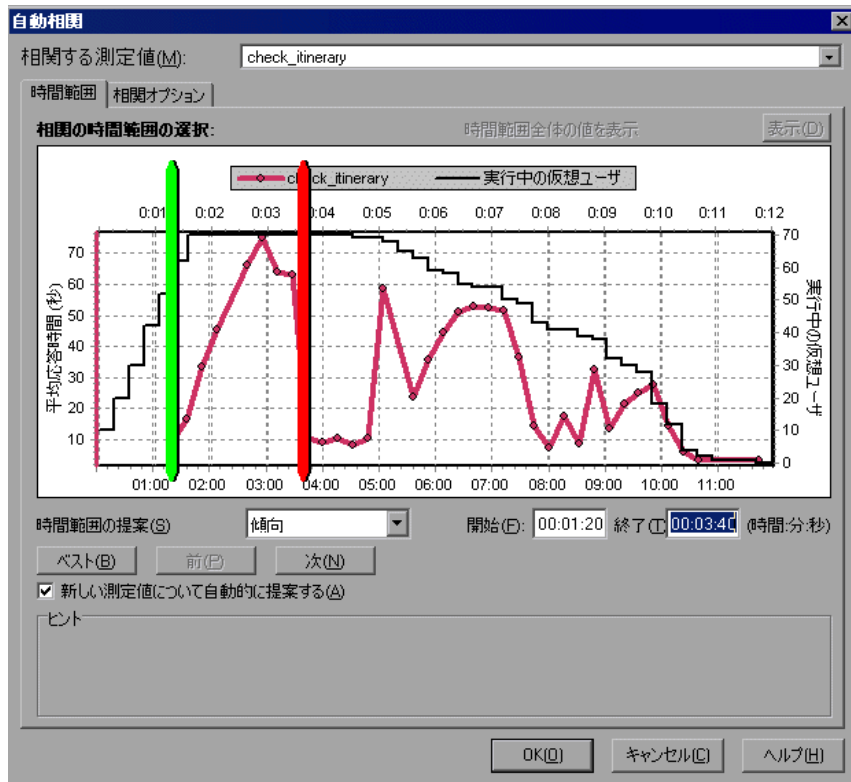 自動相関
相関する測定値(M): check_itinerary
時間範囲 相関オプション
相関の時間範囲の選択: 時間範囲全体の値を表示 表示(D)
check_itinerary 実行中の仮想ユーザ
0:01 0:02 0:03 0:04 0:05 0:06 0:07 0:08 0:09 0:10 0:11 0:12
平均応答時間(秒)
70 60 50 40 30 20 10
70 60 50 40 30 20 10 0
実行中の仮想ユーザ
01:00 02:00 03:00 04:00 05:00 06:00 07:00 08:00 09:00 10:00 11:00
時間範囲の提案(S) 傾向 開始(F): 00:01:20 終了(T 00:03:40 (時間:分:秒)
ベスト(B) 前(P) 次(N)
新しい測定値について自動的に提案する(A)
ヒント
OK(O) キャンセル(C) ヘルプ(H)